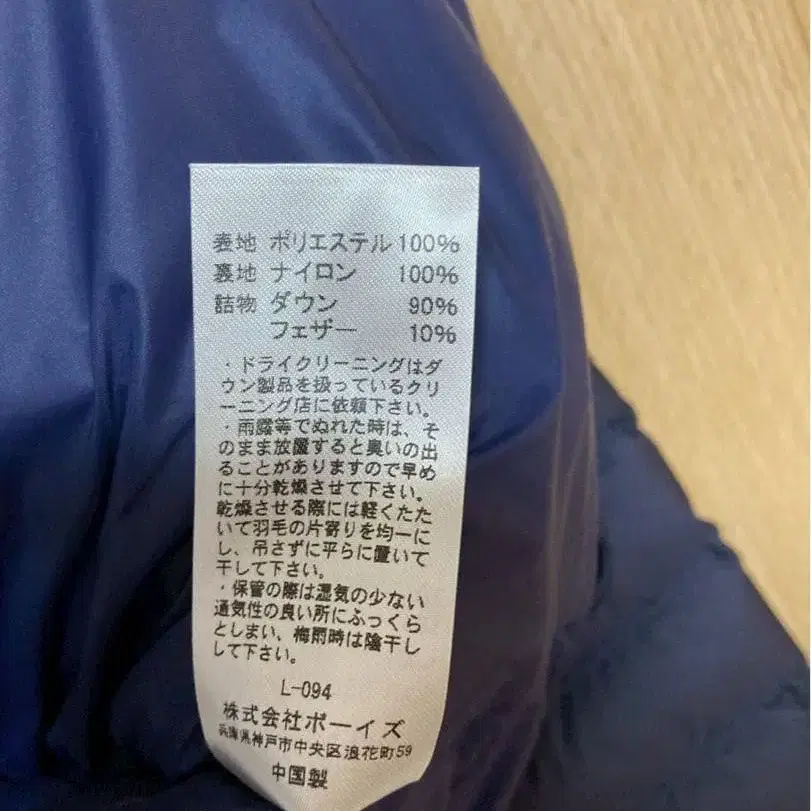 表地 ポリエステル 100%
裏地 ナイロン 100%
詰物 ダウン 90%
フェザー 10%
・ドライクリーニングはダ
ウン製品を扱っているクリ
ーニング店に依頼下さい。
・雨露等でぬれた時は、そ
のまま放置すると臭いの出
ることがありますので早め
に十分乾燥させて下さい。
乾燥させる際には軽くたた
いて羽毛の片寄りを均一に
し、吊さずに平らに置いて
干して下さい。
・保管の際は湿気の少ない
通気性の良い所にふっくら
としまい、梅雨時は陰干し
して下さい。
L-094
株式会社ボーイズ
兵庫県神戸市中央区浪花町59
中国製